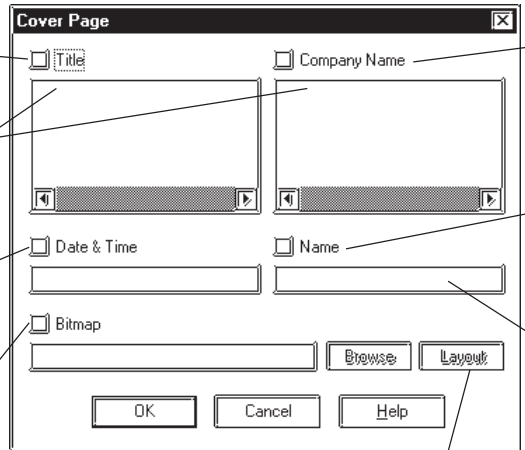 Cover Page
Title
Company Name
Date & Time
Name
Bitmap
Browse
Layout
OK
Cancel
Help